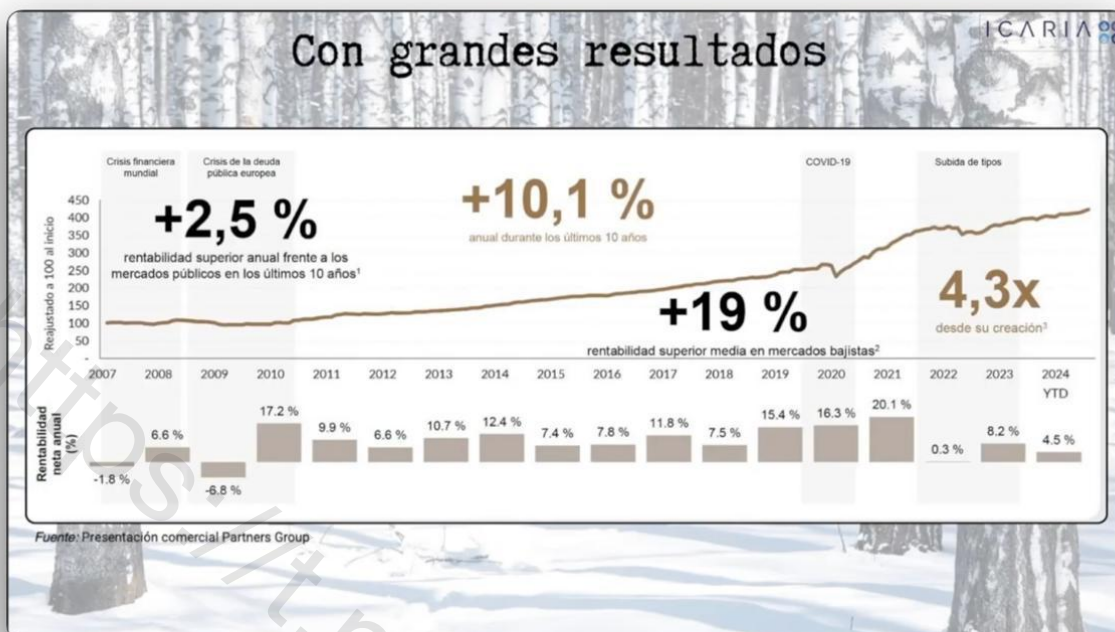 ICARIA
Con grandes resultados
Crisis financiera
mundial
Crisis de la deuda
pública europea
COVID-19
Subida de tipos
Reajustado a 100 al inicio
450
400
350
300
250
200
150
100
50
-
+2,5 %
rentabilidad superior anual frente a los
mercados públicos en los últimos 10 años¹
+10,1 %
anual durante los últimos 10 años
+19 %
rentabilidad superior media en mercados bajistas²
4,3x
desde su creación³
2007 2008 2009 2010 2011 2012 2013 2014 2015 2016 2017 2018 2019 2020 2021 2022 2023 2024
YTD
Rentabilidad
neta anual
(%)
-1.8 % 6.6 % -6.8 % 17.2 % 9.9 % 6.6 % 10.7 % 12.4 % 7.4 % 7.8 % 11.8 % 7.5 % 15.4 % 16.3 % 20.1 % 0.3 % 8.2 % 4.5 %
Fuente: Presentación comercial Partners Group
https://t.